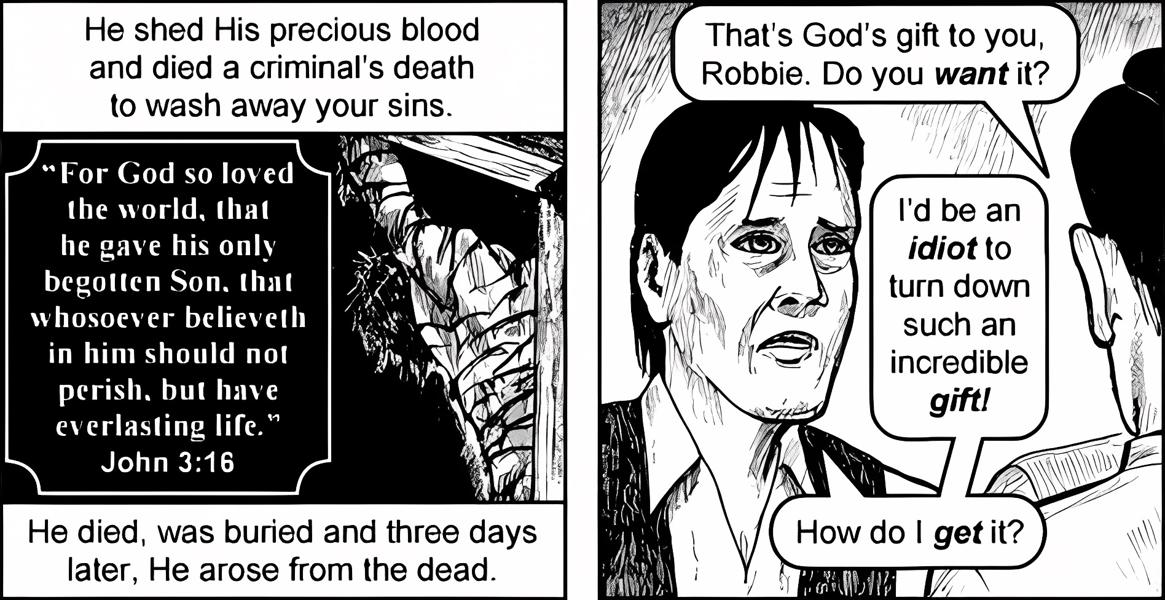 He shed His precious blood
and died a criminal's death
to wash away your sins.
"For God so loved
the world, that
he gave his only
begotten Son, that
whosoever believeth
in him should not
perish, but have
everlasting life."
John 3:16
He died, was buried and three days
later, He arose from the dead.
That's God's gift to you,
Robbie. Do you want it?
I'd be an
idiot to
turn down
such an
incredible
gift!
How do I get it?